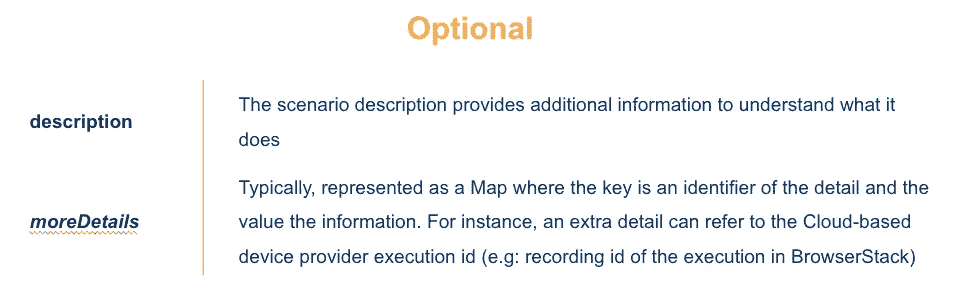 Optional
description
The scenario description provides additional information to understand what it
does
moreDetails
Typically, represented as a Map where the key is an identifier of the detail and the
value the information. For instance, an extra detail can refer to the Cloud-based
device provider execution id (e.g: recording id of the execution in BrowserStack)